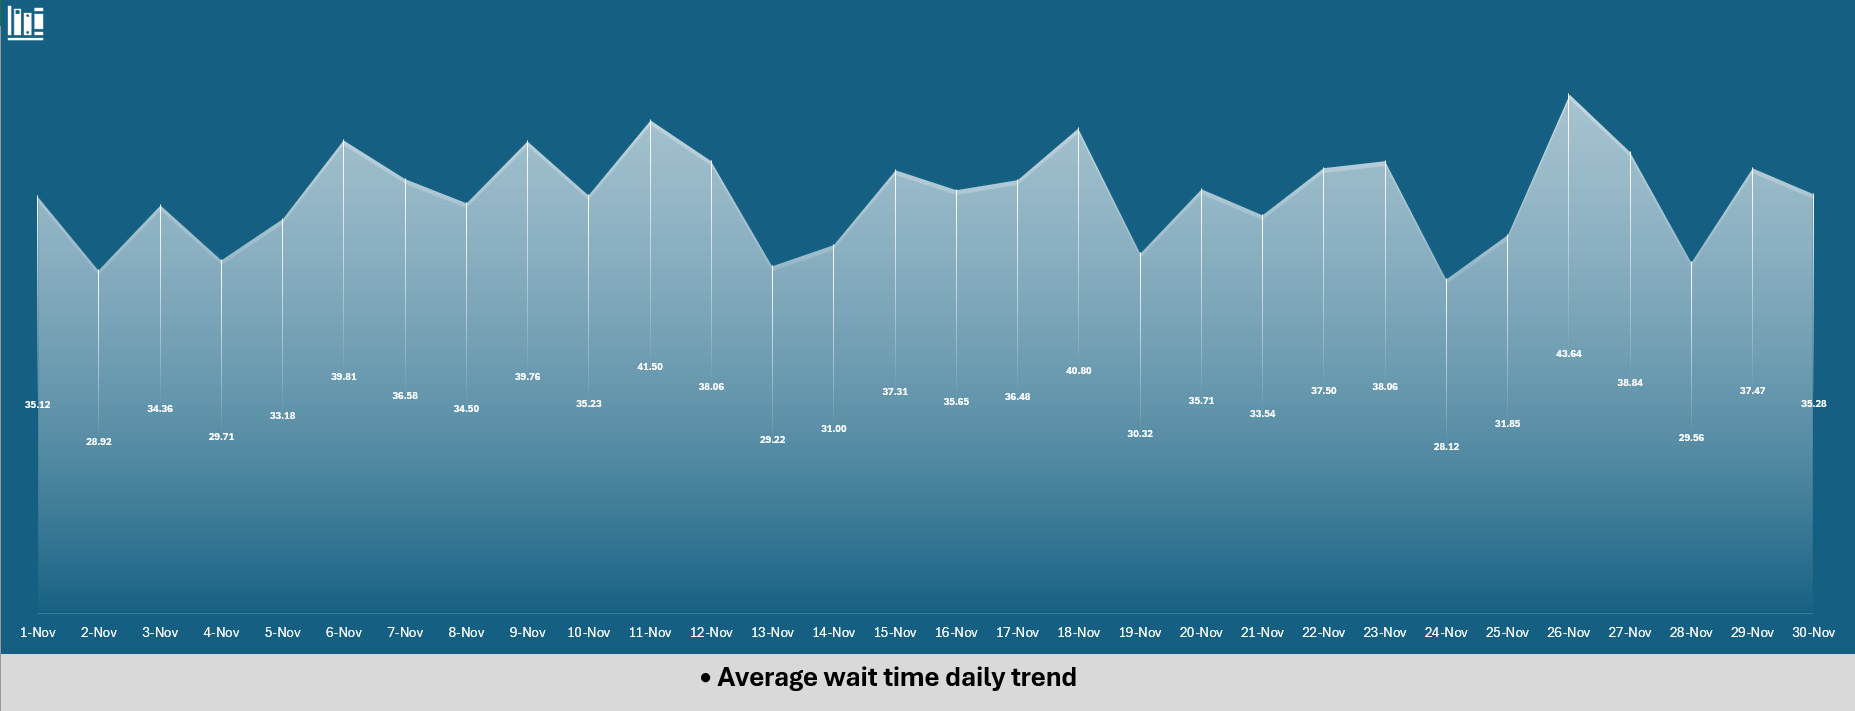 35.12 28.92 34.36 29.71 33.18 39.81 36.58 34.50 39.76 35.23 41.50 38.06 29.22 31.00 37.31 35.65 36.48 40.80 30.32 35.71 33.54 37.50 38.06 28.12 31.85 43.64 38.84 29.56 37.47 35.28
1-Nov 2-Nov 3-Nov 4-Nov 5-Nov 6-Nov 7-Nov 8-Nov 9-Nov 10-Nov 11-Nov 12-Nov 13-Nov 14-Nov 15-Nov 16-Nov 17-Nov 18-Nov 19-Nov 20-Nov 21-Nov 22-Nov 23-Nov 24-Nov 25-Nov 26-Nov 27-Nov 28-Nov 29-Nov 30-Nov
• Average wait time daily trend